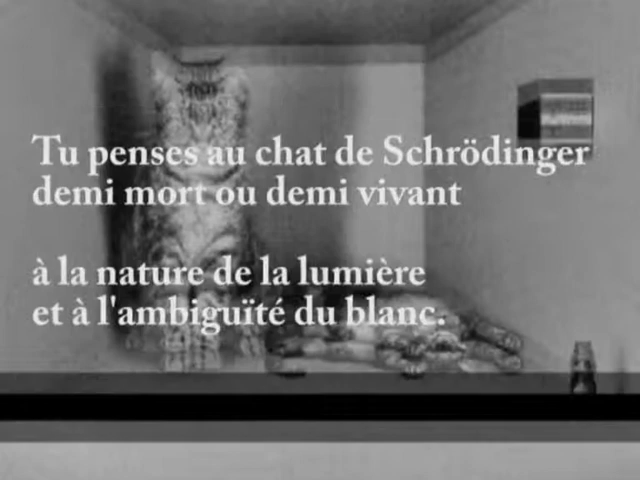 Tu penses au chat de Schrödinger
demi mort ou demi vivant
à la nature de la lumière
et à l'ambiguïté du blanc.